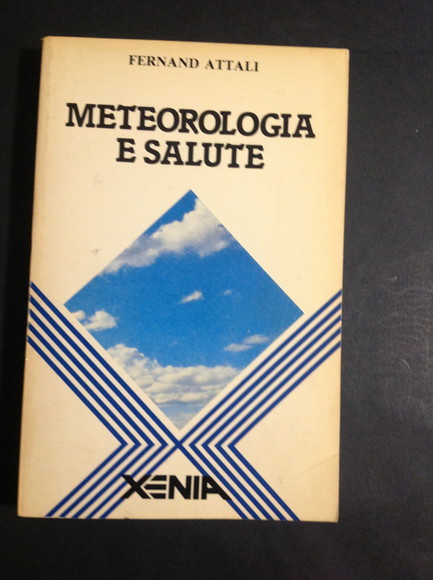 FERNAND ATTALI
METEOROLOGIA
E SALUTE
XENIA